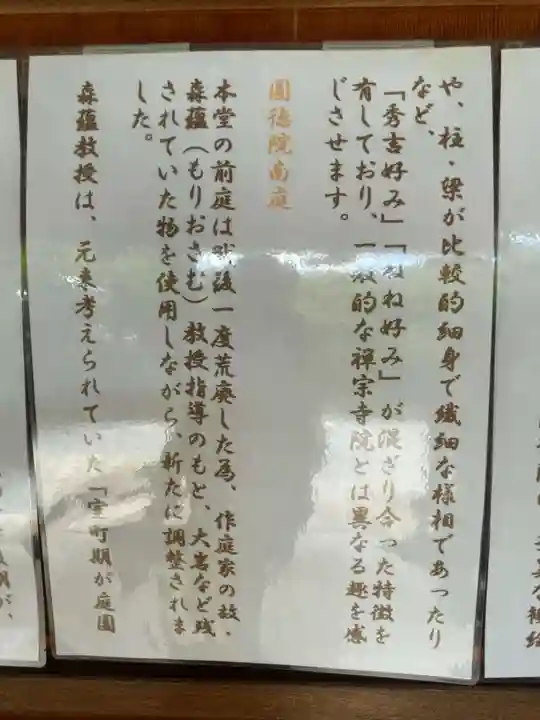 や、柱・梁が比較的細身で繊細な様相であったり
など、
「秀吉好み」「ねね好み」が混ざり合った特徴を
有しており、一般的な禅宗寺院とは異なる趣を感
じさせます。
圓徳院南庭
本堂の前庭は戦後一度荒廃した為、作庭家の故・
森蘊（もりおさむ）教授指導のもと、大岩など残
されていた物を使用しながら、新たに調整されま
した。
森蘊教授は、元来考えられていた「室町期が庭園